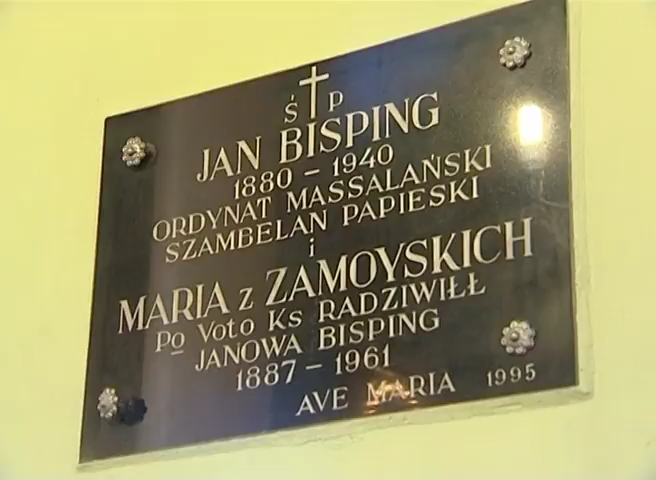 Ś † P
JAN BISPING
1880 – 1940
ORDYNAT MASSALAŃSKI
SZAMBELAN PAPIESKI
i
MARIA z ZAMOYSKICH
Po Voto Ks RADZIWIŁŁ
JANOWA BISPING
1887 – 1961
AVE MARIA 1995